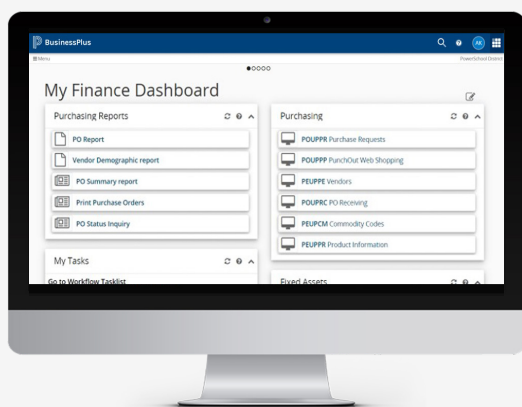 BusinessPlus
AK
Menu
PowerSchool District
My Finance Dashboard
Purchasing Reports
PO Report
Vendor Demographic report
PO Summary report
Print Purchase Orders
PO Status Inquiry
My Tasks
Go to Workflow Tasklist
Purchasing
POUPPR Purchase Requests
POUPPP PunchOut Web Shopping
PEUPPE Vendors
POUPRC PO Receiving
PEUPCM Commodity Codes
PEUPPR Product Information
Fixed Assets